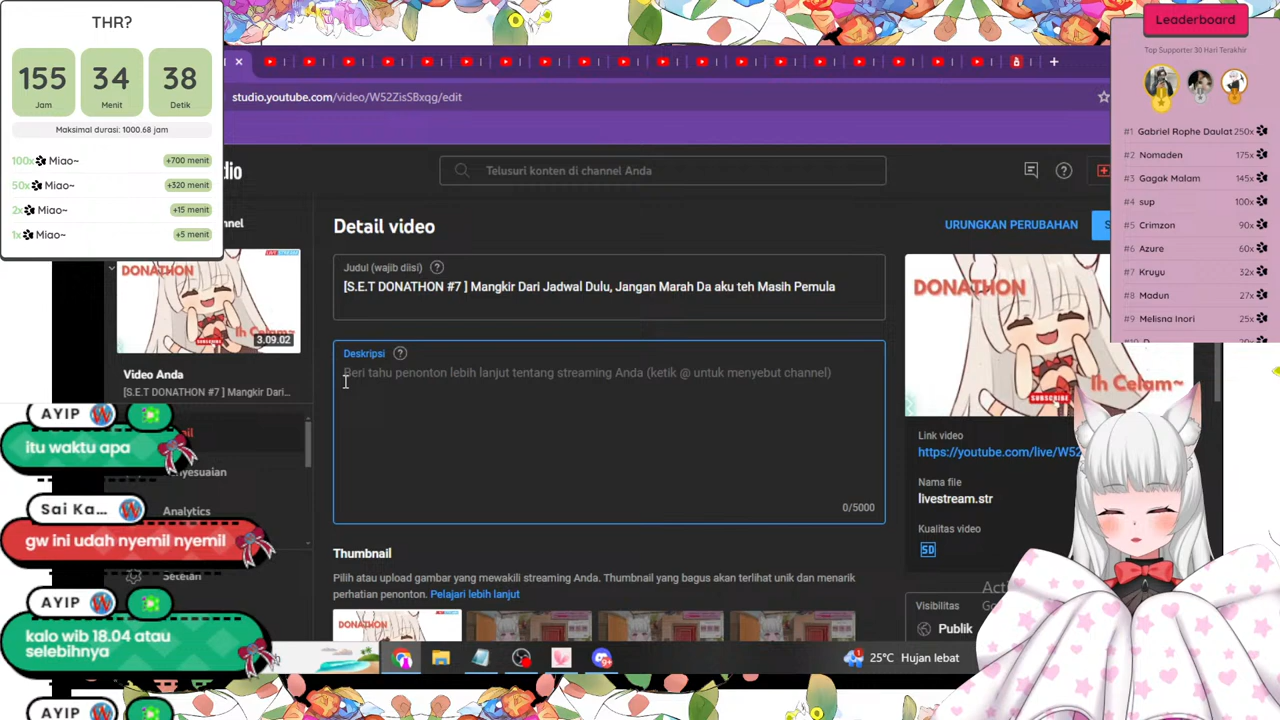 THR?
155 34 38
Jam Menit Detik
Maksimal durasi: 1000.68 jam
100x Miao~ +700 menit
50x Miao~ +320 menit
2x Miao~ +15 menit
1x Miao~ +5 menit
studio.youtube.com/video/W52ZisSBxqg/edit
Telusuri konten di channel Anda
Detail video
URUNGKAN PERUBAHAN
Judul (wajib diisi)
[S.E.T DONATHON #7 ] Mangkir Dari Jadwal Dulu, Jangan Marah Da aku teh Masih Pemula
Deskripsi
Beri tahu penonton lebih lanjut tentang streaming Anda (ketik @ untuk menyebut channel)
0/5000
Thumbnail
Pilih atau upload gambar yang mewakili streaming Anda. Thumbnail yang bagus akan terlihat unik dan menarik
perhatian penonton. Pelajari lebih lanjut
LIVE STREAM
DONATHON
Ih Celam~
SUBSCRIBE
3.09.02
Video Anda
[S.E.T DONATHON #7 ] Mangkir Dari...
Analytics
Setelan
AYIP
itu waktu apa
Sai Ka...
gw ini udah nyemil nyemil
AYIP
kalo wib 18.04 atau
selebihnya
AYIP
DONATHON
Ih Celam~
SUBSCRIBE
Link video
https://youtube.com/live/W52
Nama file
livestream.str
Kualitas video
SD
Visibilitas
Publik
25°C Hujan lebat
Leaderboard
Top Supporter 30 Hari Terakhir
#1 Gabriel Rophe Daulat 250x
#2 Nomaden 175x
#3 Gagak Malam 145x
#4 sup 100x
#5 Crimzon 90x
#6 Azure 60x
#7 Kruyu 32x
#8 Madun 27x
#9 Melisna Inori 25x